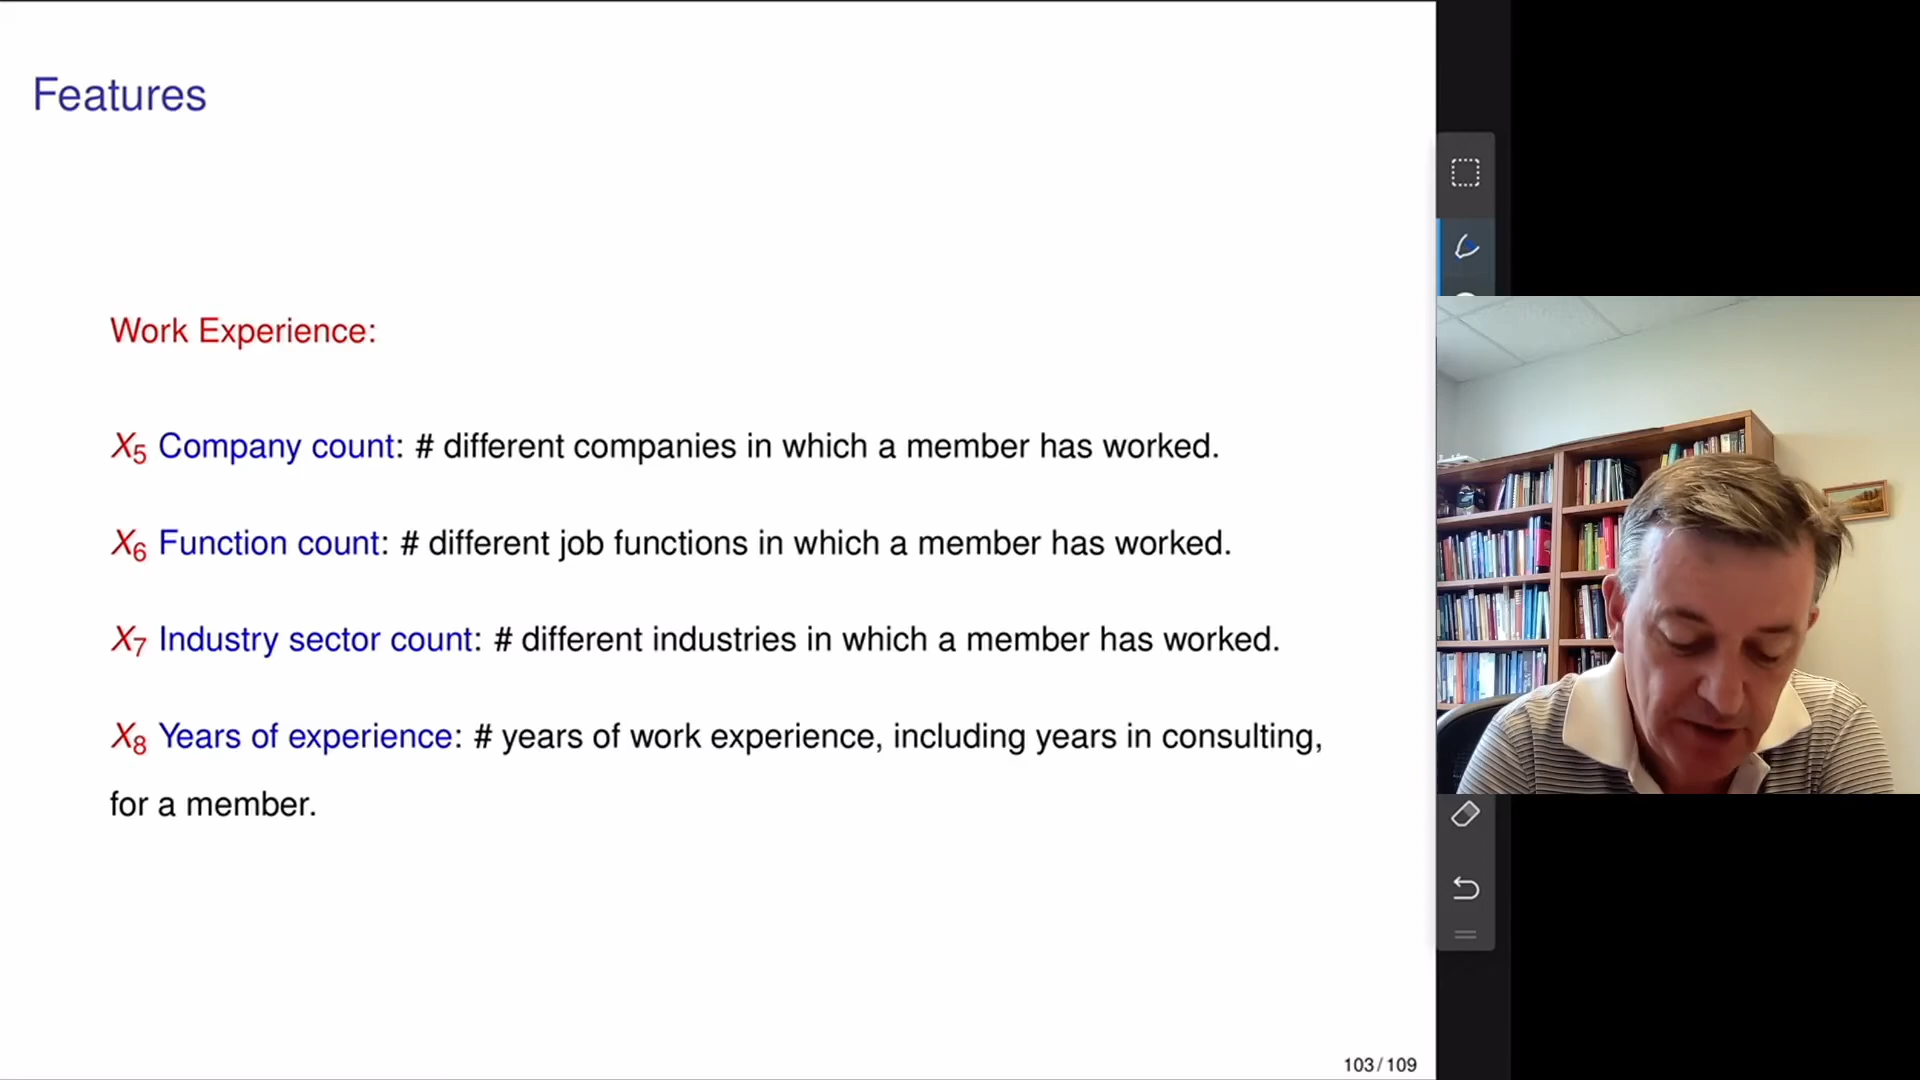 Features
Work Experience:
X5 Company count: # different companies in which a member has worked.
X6 Function count: # different job functions in which a member has worked.
X7 Industry sector count: # different industries in which a member has worked.
X8 Years of experience: # years of work experience, including years in consulting,
for a member.
103/109